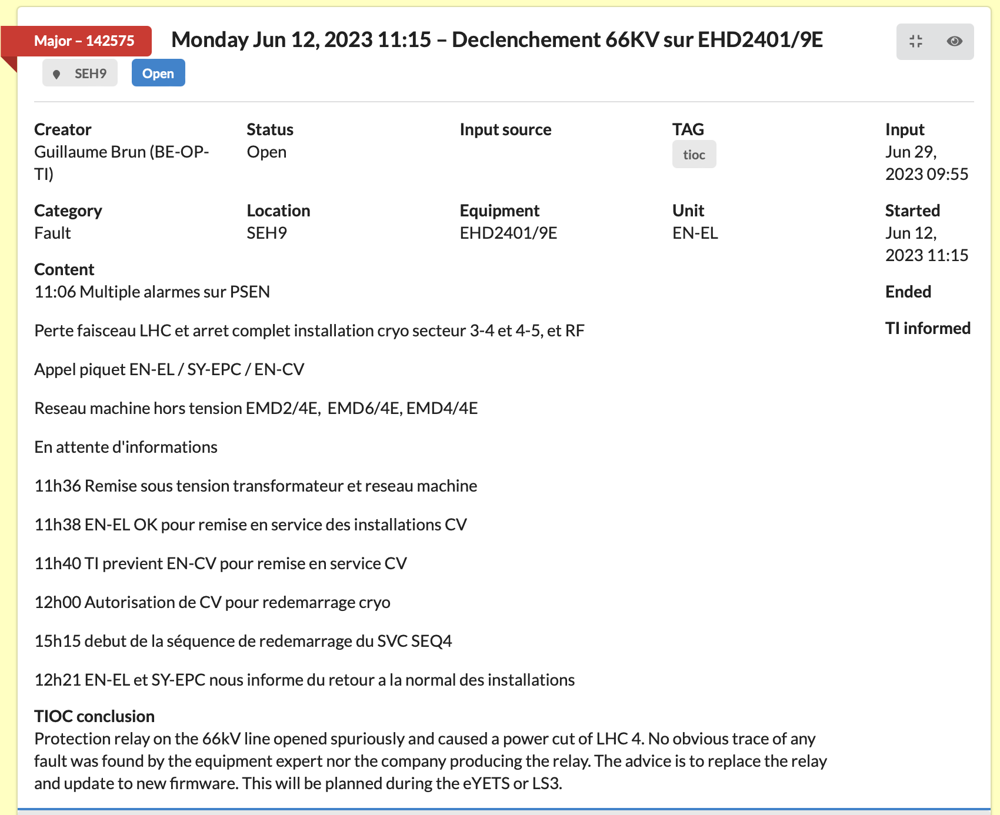 Major – 142575
Monday Jun 12, 2023 11:15 – Declenchement 66KV sur EHD2401/9E
SEH9
Open
Creator
Guillaume Brun (BE-OP-
TI)
Status
Open
Input source
TAG
tioc
Input
Jun 29,
2023 09:55
Category
Fault
Location
SEH9
Equipment
EHD2401/9E
Unit
EN-EL
Started
Jun 12,
2023 11:15
Ended
TI informed
Content
11:06 Multiple alarmes sur PSEN
Perte faisceau LHC et arret complet installation cryo secteur 3-4 et 4-5, et RF
Appel piquet EN-EL / SY-EPC / EN-CV
Reseau machine hors tension EMD2/4E,  EMD6/4E, EMD4/4E
En attente d'informations
11h36 Remise sous tension transformateur et reseau machine
11h38 EN-EL OK pour remise en service des installations CV
11h40 TI previent EN-CV pour remise en service CV
12h00 Autorisation de CV pour redemarrage cryo
15h15 debut de la séquence de redemarrage du SVC SEQ4
12h21 EN-EL et SY-EPC nous informe du retour a la normal des installations
TIOC conclusion
Protection relay on the 66kV line opened spuriously and caused a power cut of LHC 4. No obvious trace of any
fault was found by the equipment expert nor the company producing the relay. The advice is to replace the relay
and update to new firmware. This will be planned during the eYETS or LS3.